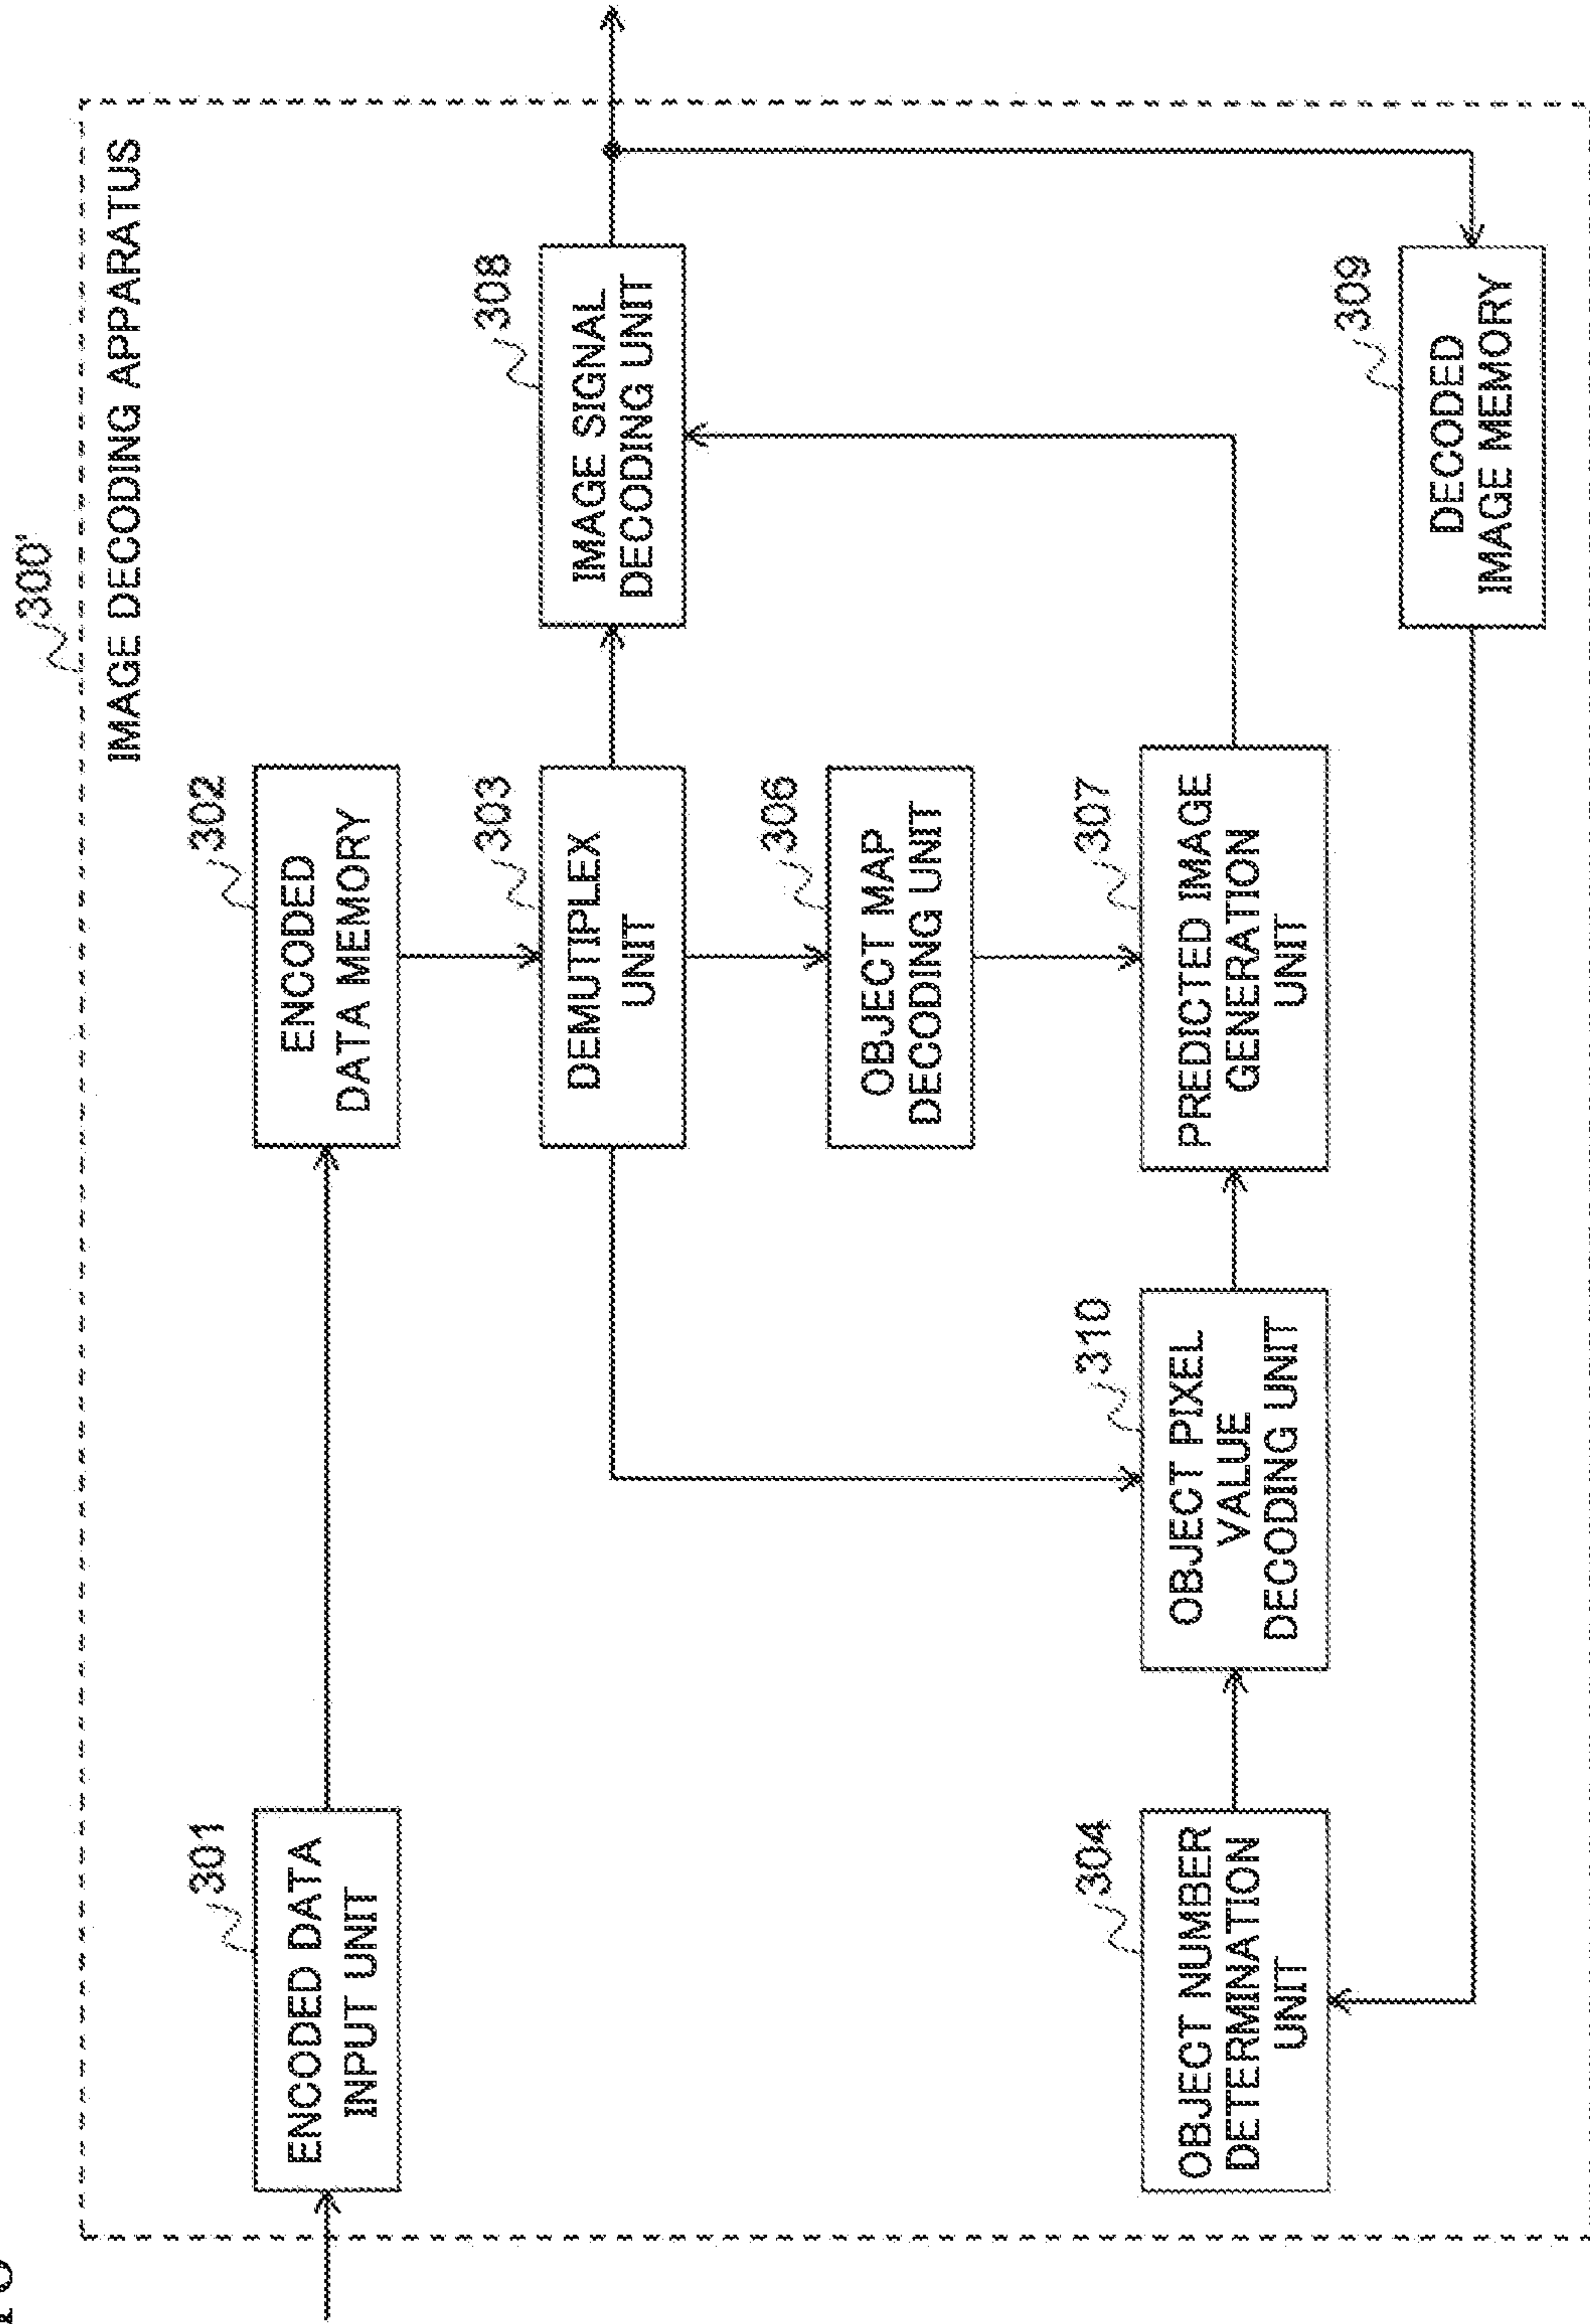 300'
IMAGE DECODING APPARATUS
301
ENCODED DATA
INPUT UNIT
302
ENCODED
DATA MEMORY
303
DEMUTIPLEX
UNIT
308
IMAGE SIGNAL
DECODING UNIT
306
OBJECT MAP
DECODING UNIT
304
OBJECT NUMBER
DETERMINATION
UNIT
310
OBJECT PIXEL
VALUE
DECODING UNIT
307
PREDICTED IMAGE
GENERATION
UNIT
309
DECODED
IMAGE MEMORY